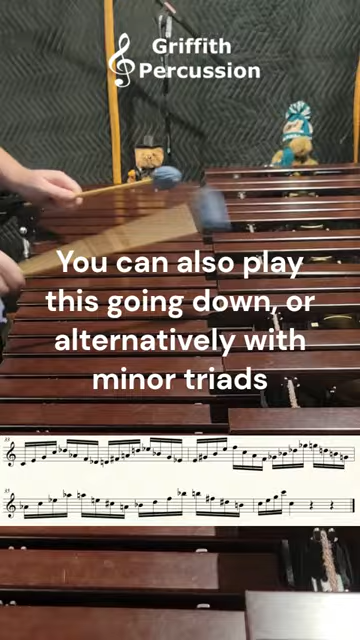 Griffith
Percussion
You can also play
this going down, or
alternatively with
minor triads